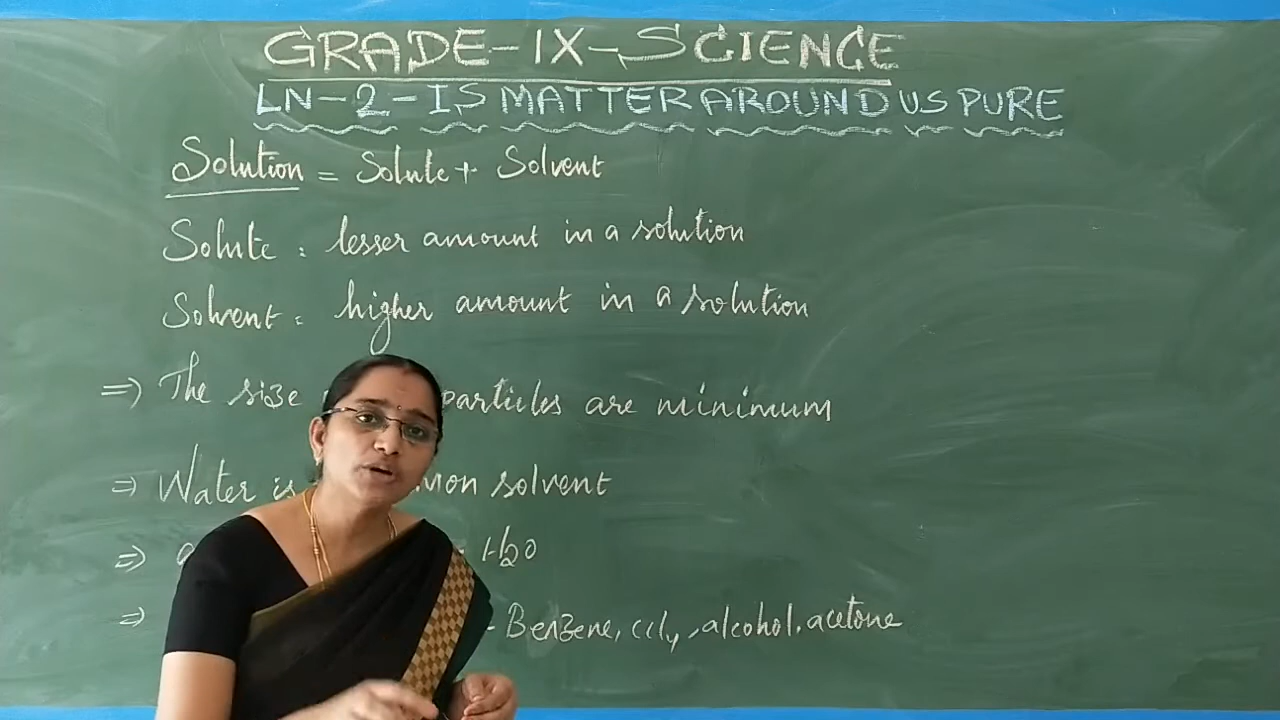 GRADE-IX-SCIENCE
LN-2-IS MATTER AROUND US PURE
Solution = Solute + Solvent
Solute : lesser amount in a solution
Solvent : higher amount in a solution
=> The size particles are minimum
=> Water is solvent
=> H2O
=> - Benzene, CCl4, alcohol, acetone